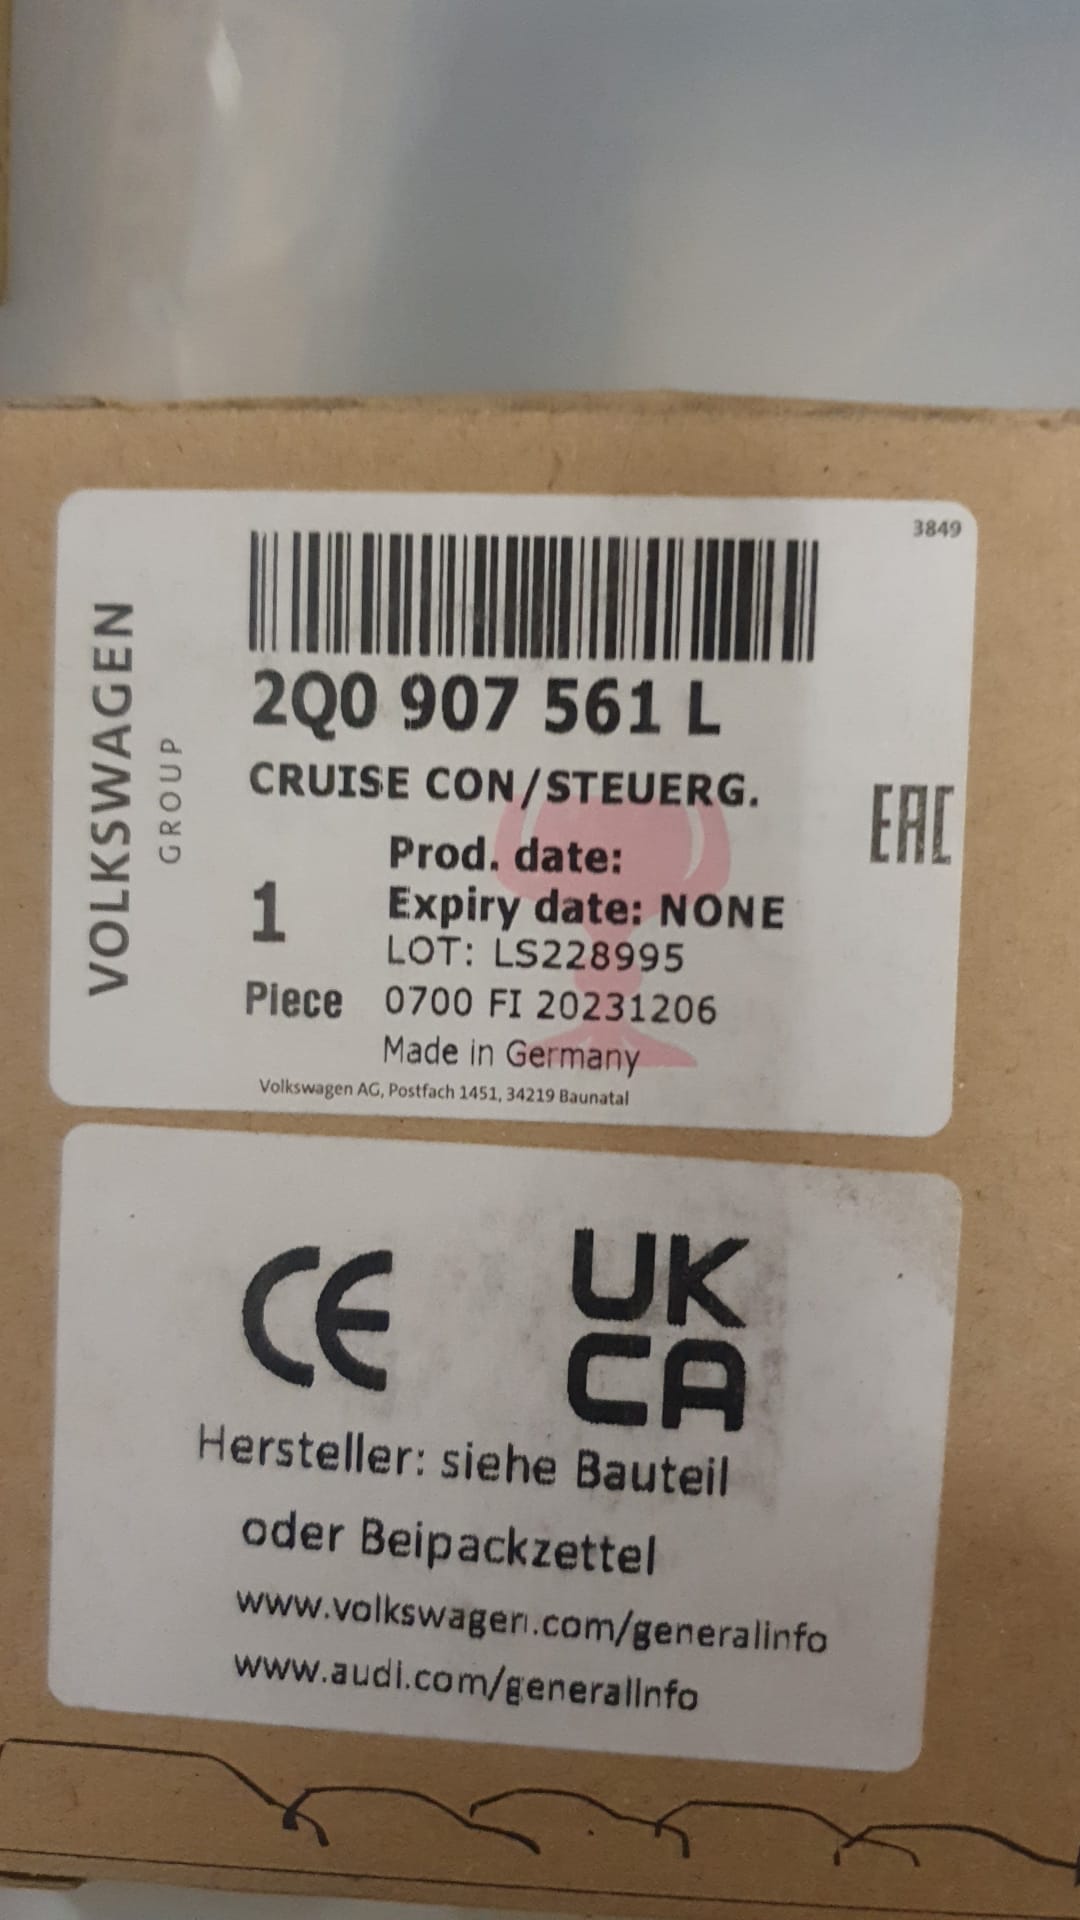 3849
VOLKSWAGEN
GROUP
2Q0 907 561 L
CRUISE CON/STEUERG.
EAC
Prod. date:
1
Expiry date: NONE
LOT: LS228995
Piece
0700 FI 20231206
Made in Germany
Volkswagen AG, Postfach 1451, 34219 Baunatal
CE
UK
CA
Hersteller: siehe Bauteil
oder Beipackzettel
www.volkswagen.com/generalinfo
www.audi.com/generalinfo